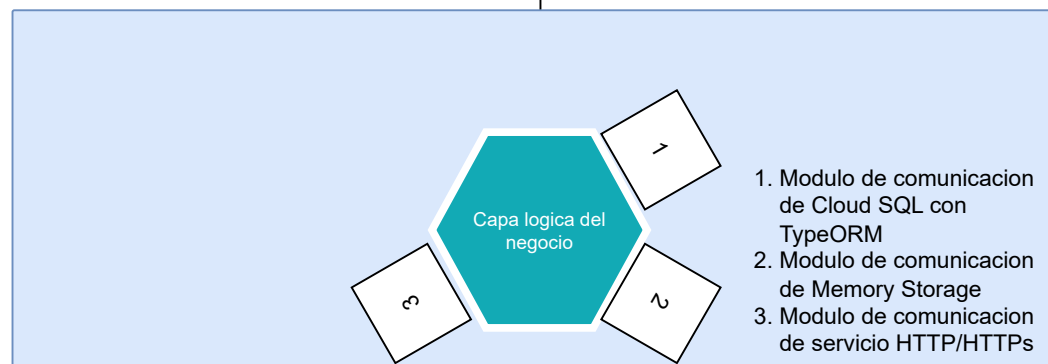 1
Capa logica del
negocio
3
2
1. Modulo de comunicacion
de Cloud SQL con
TypeORM
2. Modulo de comunicacion
de Memory Storage
3. Modulo de comunicacion
de servicio HTTP/HTTPs